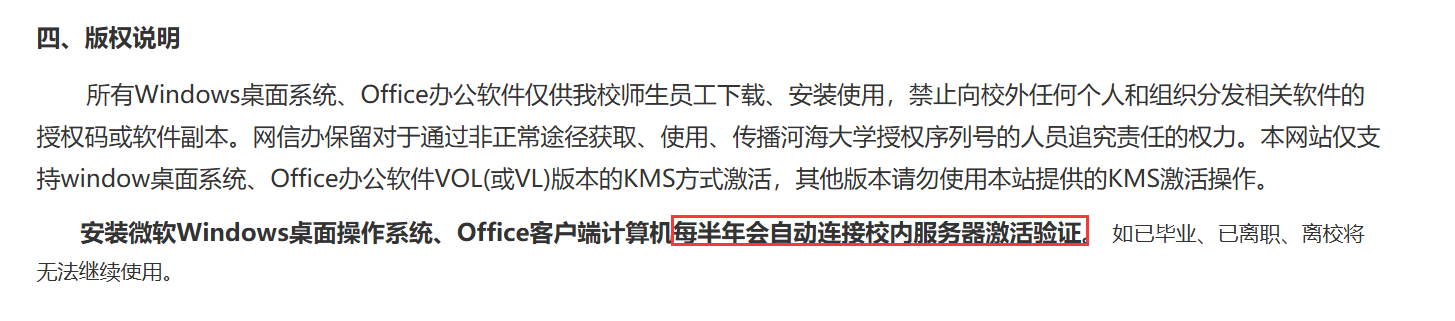 四、版权说明
所有Windows桌面系统、Office办公软件仅供我校师生员工下载、安装使用，禁止向校外任何个人和组织分发相关软件的
授权码或软件副本。网信办保留对于通过非正常途径获取、使用、传播河海大学授权序列号的人员追究责任的权力。本网站仅支
持window桌面系统、Office办公软件VOL(或VL)版本的KMS方式激活，其他版本请勿使用本站提供的KMS激活操作。
安装微软Windows桌面操作系统、Office客户端计算机每半年会自动连接校内服务器激活验证。 如已毕业、已离职、离校将
无法继续使用。